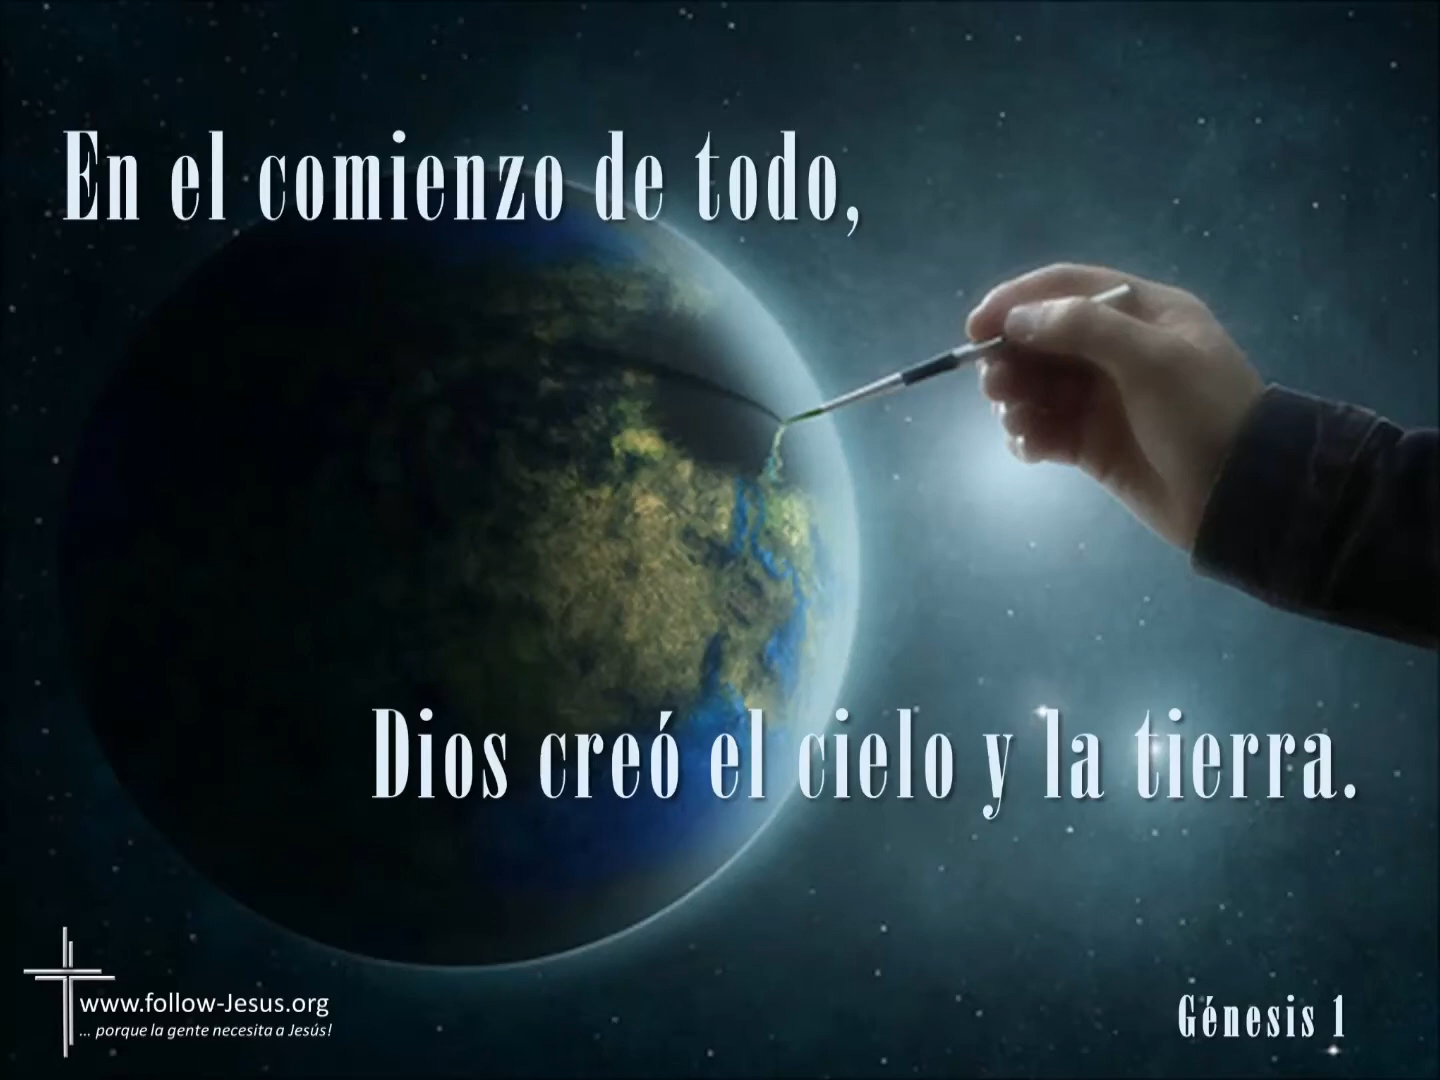 En el comienzo de todo,
Dios creó el cielo y la tierra.
www.follow-Jesus.org
... porque la gente necesita a Jesús!
Génesis 1